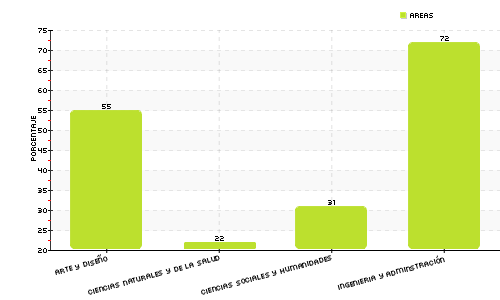 AREAS
PORCENTAJE
75
70
65
60
55
50
45
40
35
30
25
20
55
22
31
72
ARTE y DISEÑO
CIENCIAS NATURALES y DE LA SALUD
CIENCIAS SOCIALES y HUMANIDADES
INGENIERIA y ADMINSTRACIÓN